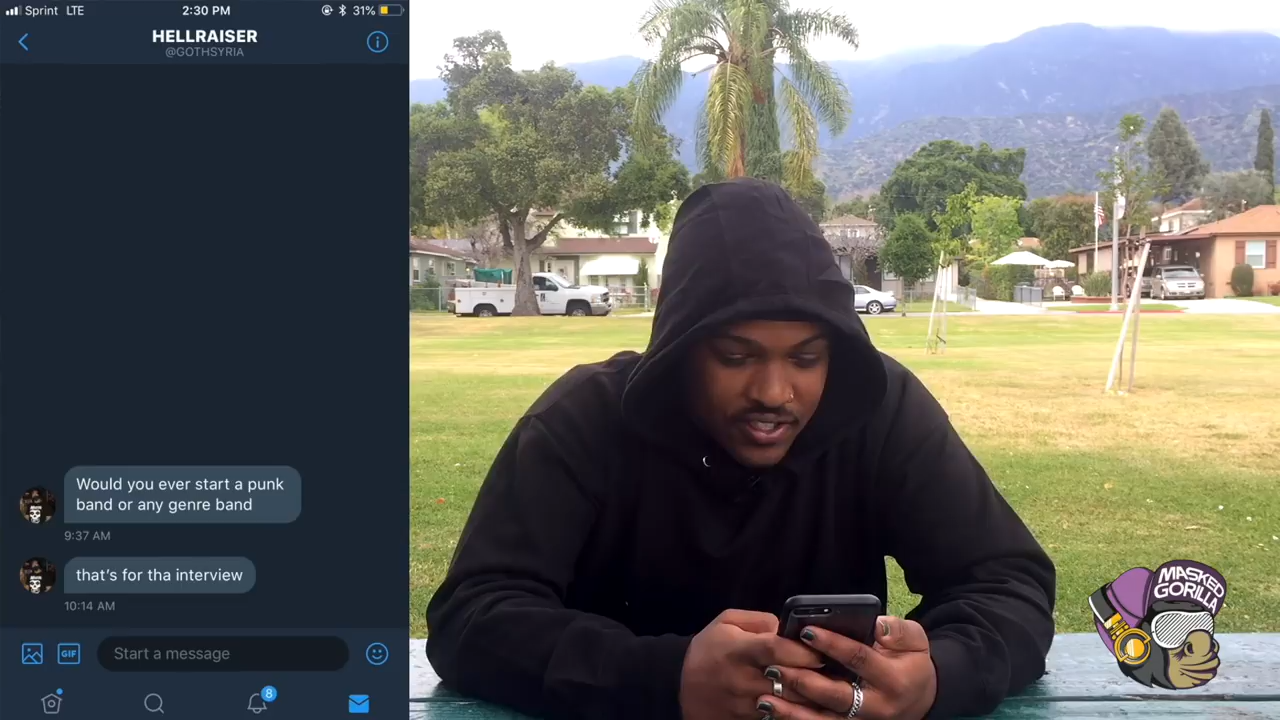 Sprint LTE
2:30 PM
31%
HELLRAISER
@GOTHSYRIA
Would you ever start a punk
band or any genre band
9:37 AM
that's for tha interview
10:14 AM
GIF
Start a message
8
MASKED
GORILLA